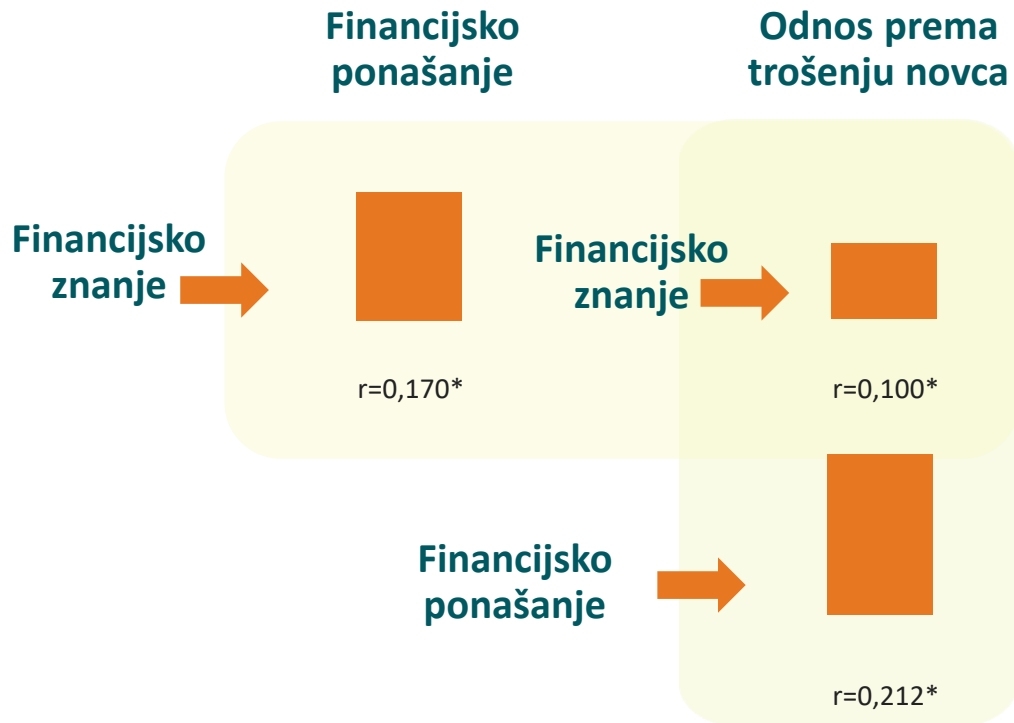 Financijsko
ponašanje
Odnos prema
trošenju novca
Financijsko
znanje
Financijsko
znanje
r=0,170*
r=0,100*
Financijsko
ponašanje
r=0,212*